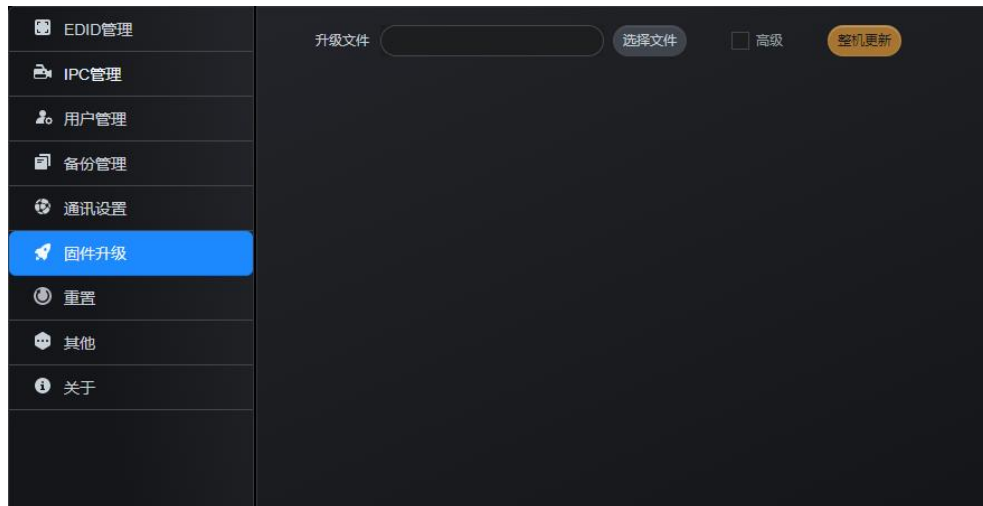 EDID管理
IPC管理
用户管理
备份管理
通讯设置
固件升级
重置
其他
关于
升级文件 选择文件 高级 整机更新